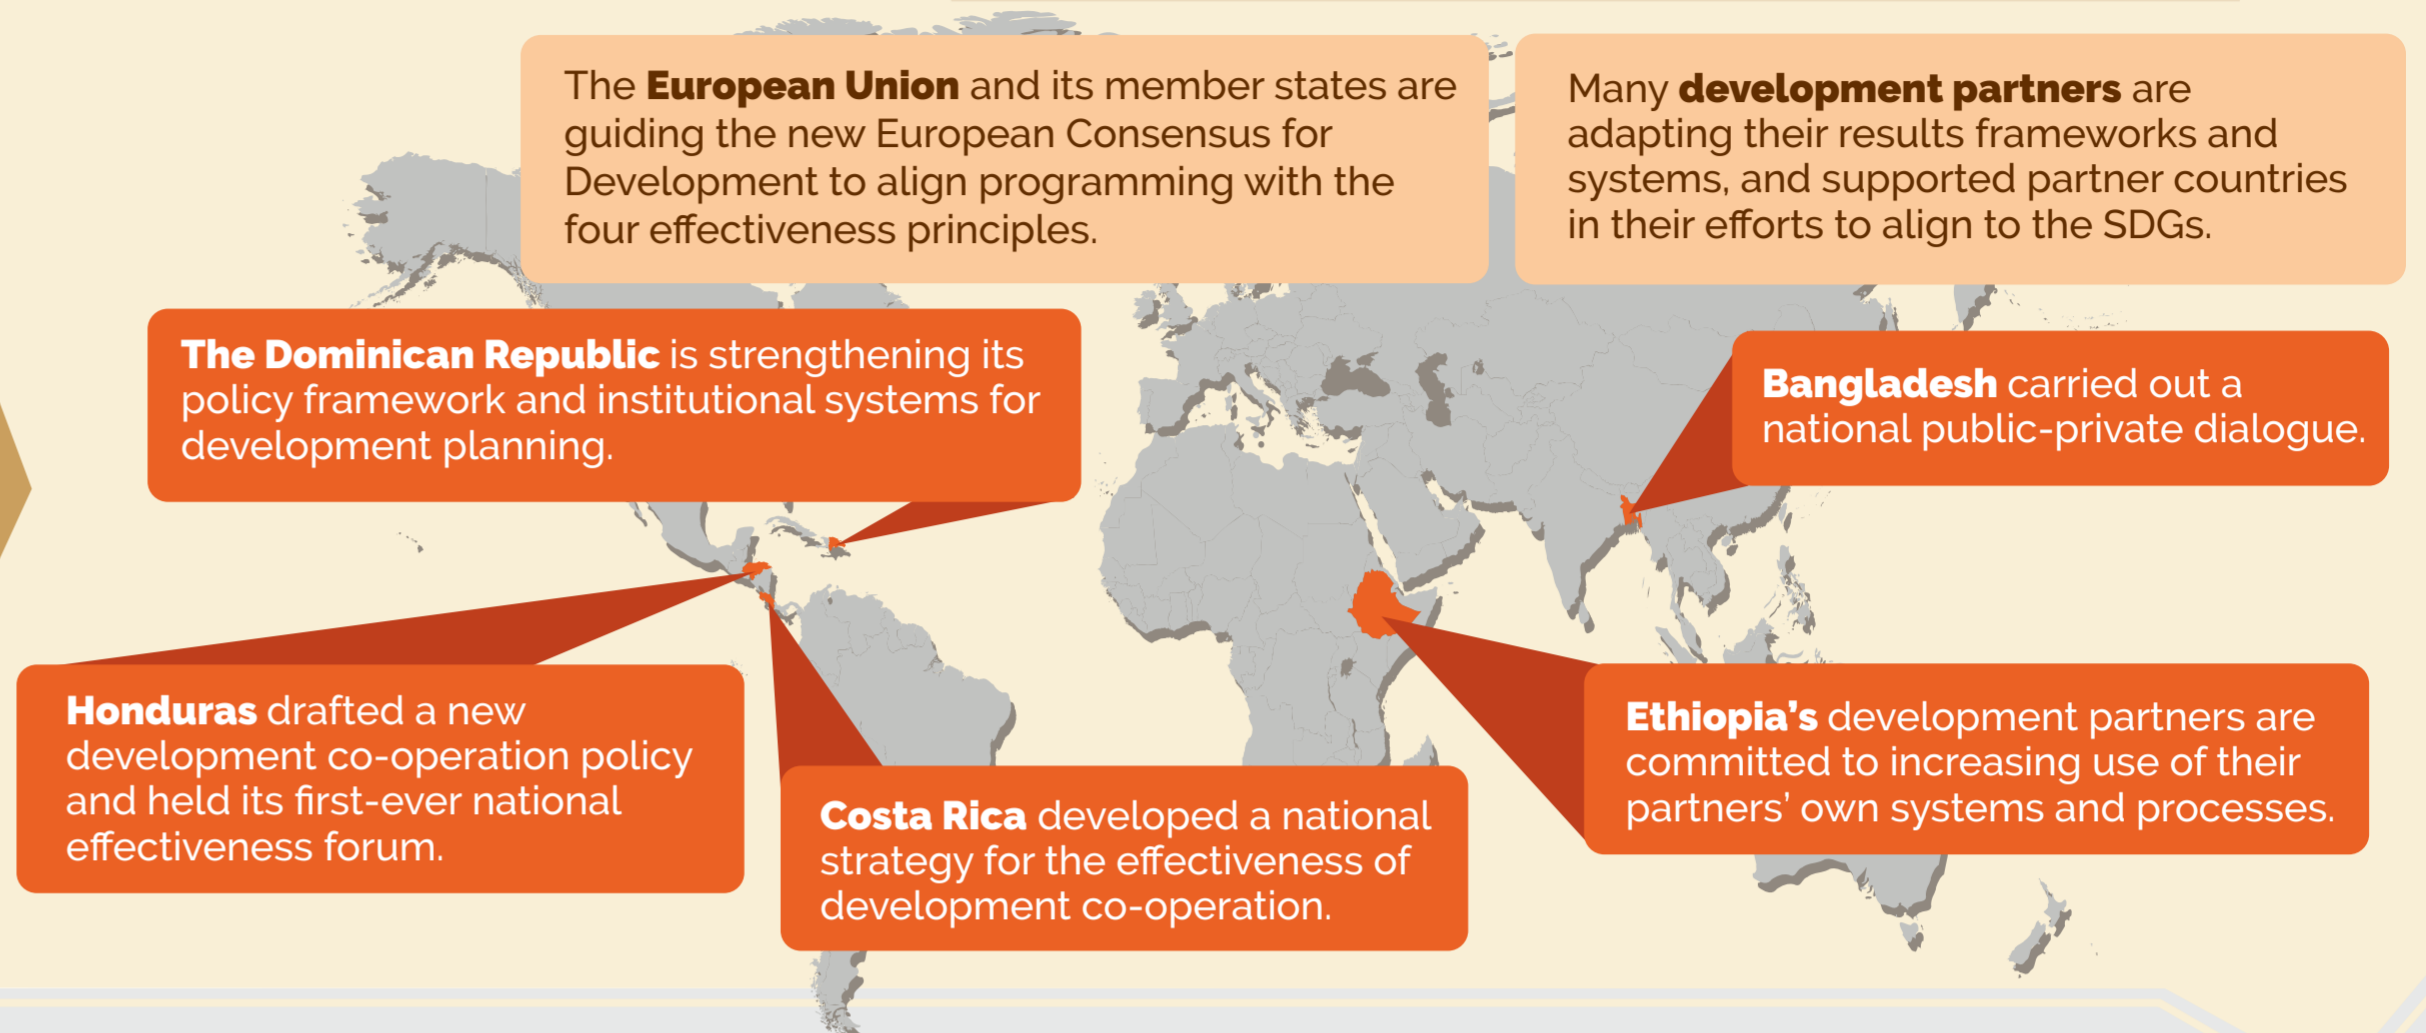 The European Union and its member states are
guiding the new European Consensus for
Development to align programming with the
four effectiveness principles.
Many development partners are
adapting their results frameworks and
systems, and supported partner countries
in their efforts to align to the SDGs.
The Dominican Republic is strengthening its
policy framework and institutional systems for
development planning.
Bangladesh carried out a
national public-private dialogue.
Honduras drafted a new
development co-operation policy
and held its first-ever national
effectiveness forum.
Costa Rica developed a national
strategy for the effectiveness of
development co-operation.
Ethiopia's development partners are
committed to increasing use of their
partners' own systems and processes.